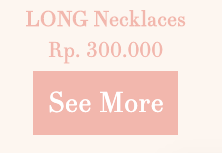 LONG Necklaces
Rp. 300.000
See More